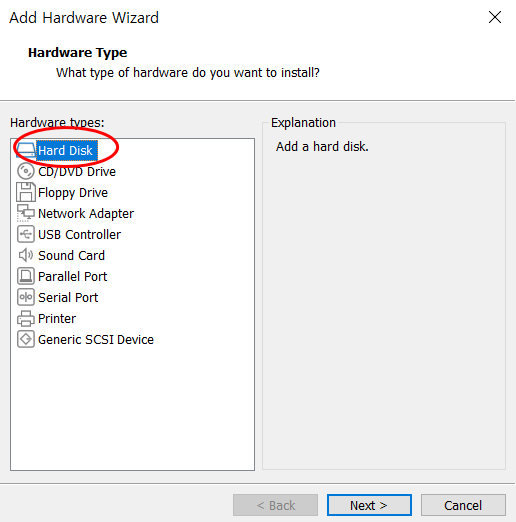 Add Hardware Wizard
Hardware Type
What type of hardware do you want to install?
Hardware types:
Hard Disk
CD/DVD Drive
Floppy Drive
Network Adapter
USB Controller
Sound Card
Parallel Port
Serial Port
Printer
Generic SCSI Device
Explanation
Add a hard disk.
< Back
Next >
Cancel